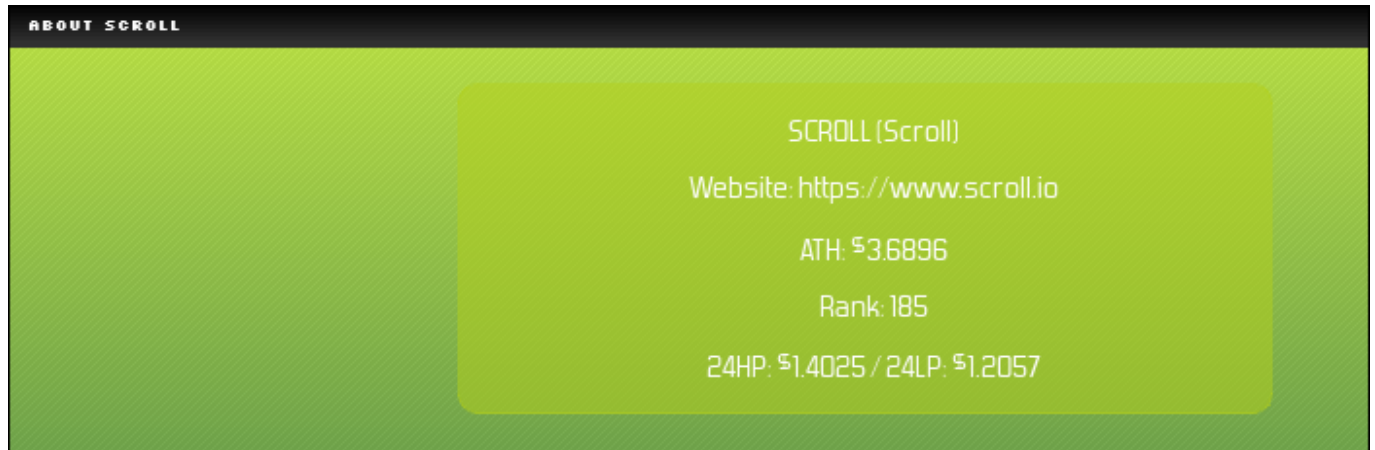 ABOUT SCROLL
SCROLL (Scroll)
Website: https://www.scroll.io
ATH: $3.6896
Rank: 185
24HP: $1.4025 / 24LP: $1.2057